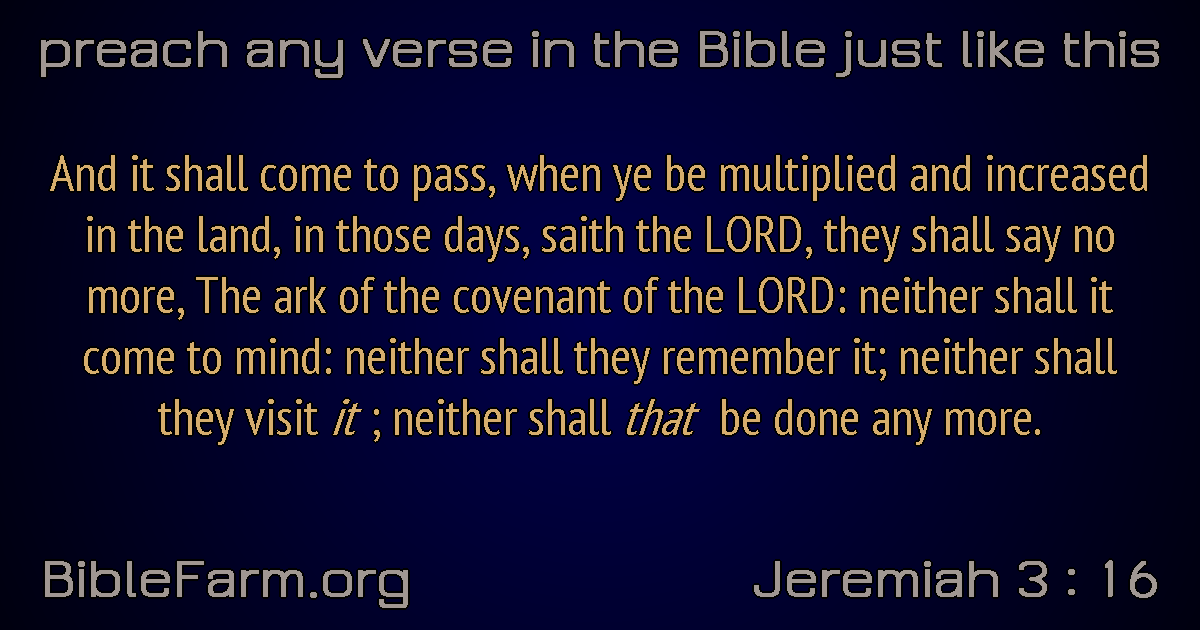 preach any verse in the Bible just like this
And it shall come to pass, when ye be multiplied and increased
in the land, in those days, saith the LORD, they shall say no
more, The ark of the covenant of the LORD: neither shall it
come to mind: neither shall they remember it; neither shall
they visit it ; neither shall that be done any more.
BibleFarm.org
Jeremiah 3 : 16